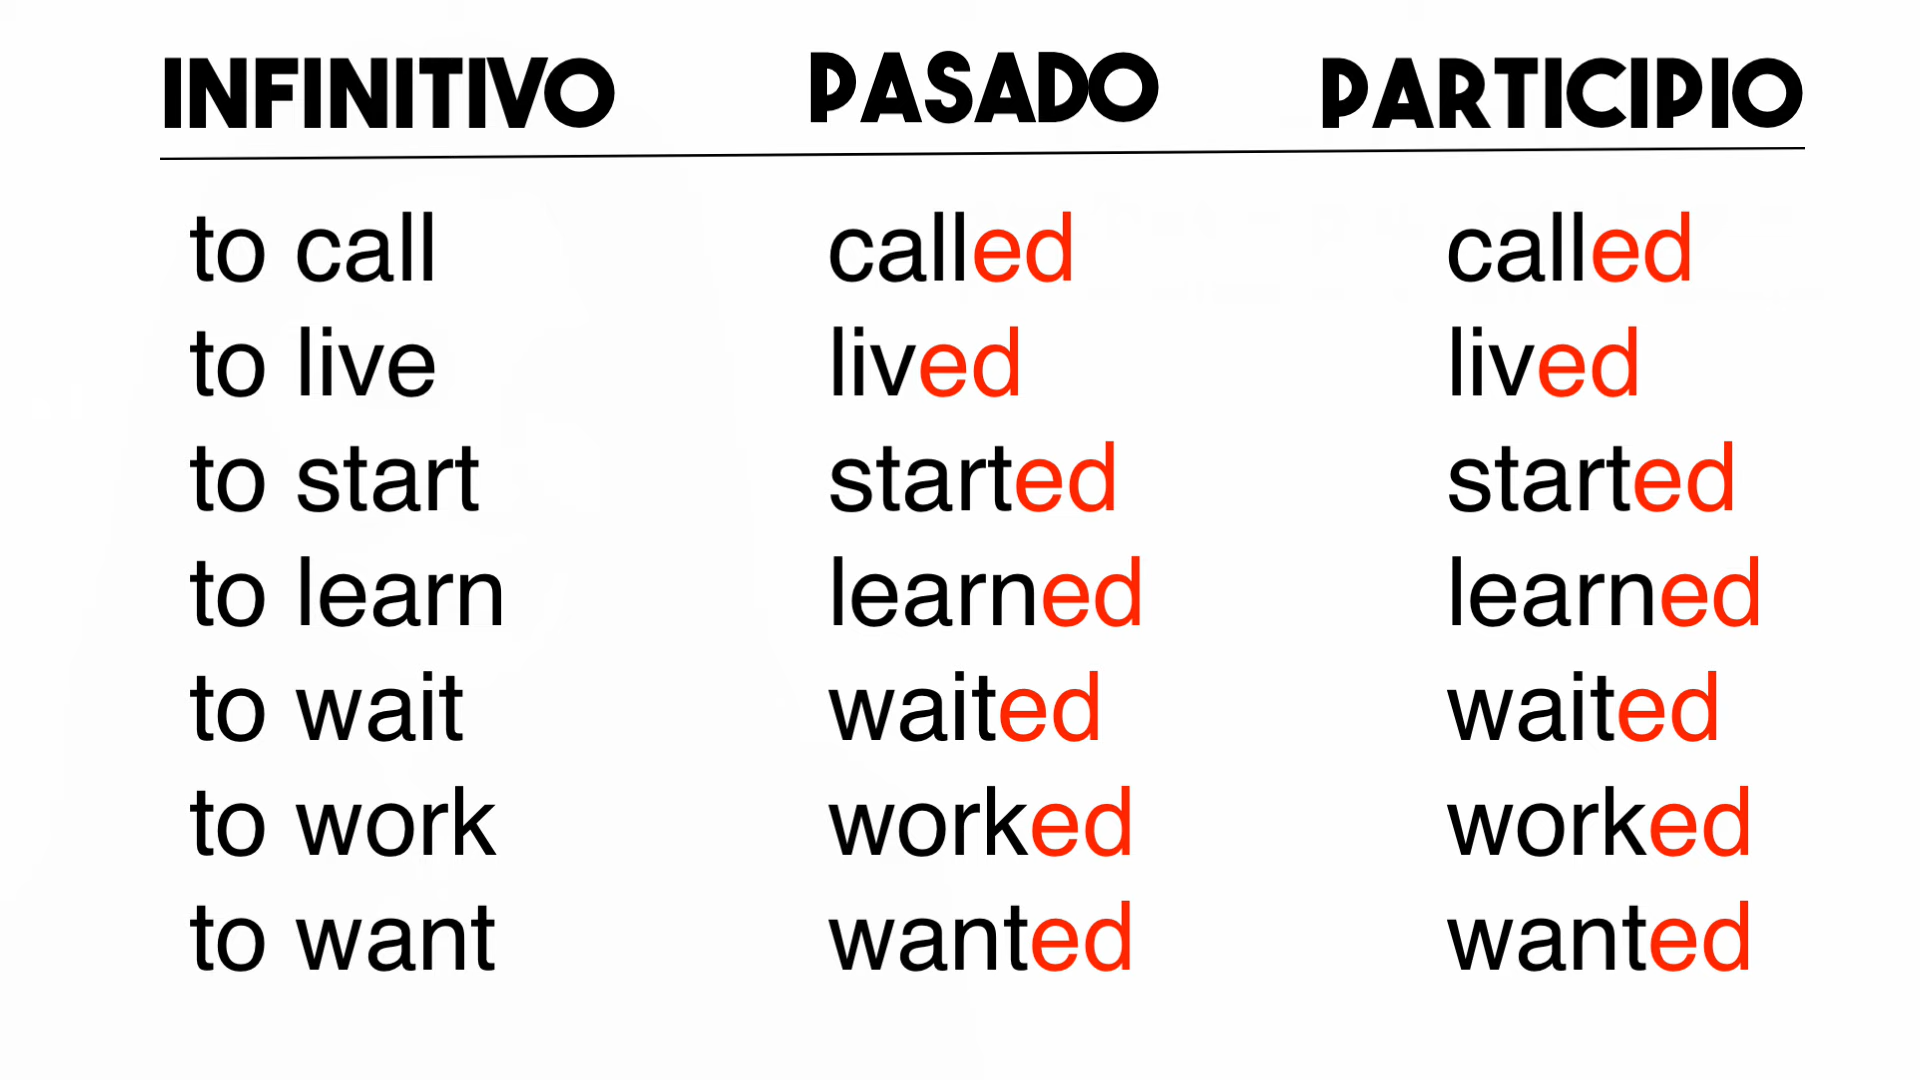 INFINITIVO PASADO PARTICIPIO
to call called called
to live lived lived
to start started started
to learn learned learned
to wait waited waited
to work worked worked
to want wanted wanted